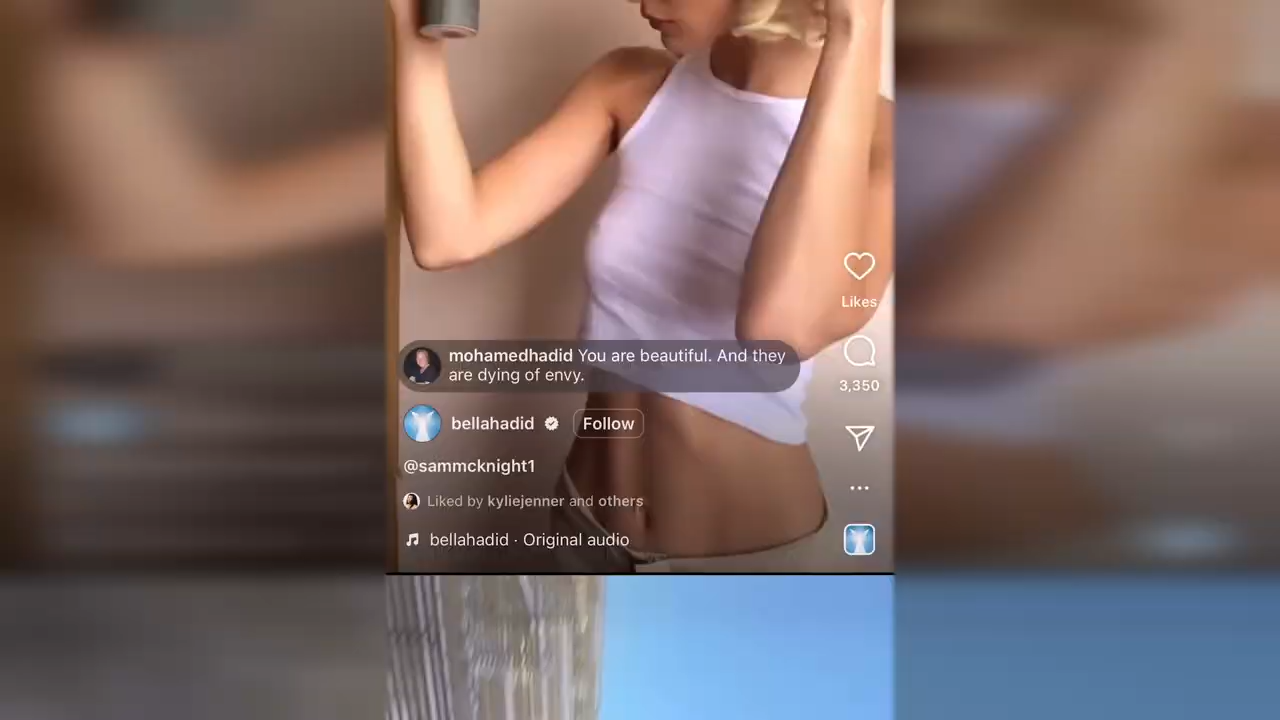 Likes
mohamedhadid You are beautiful. And they
are dying of envy.
3,350
bellahadid Follow
@sammcknight1
Liked by kyliejenner and others
bellahadid · Original audio